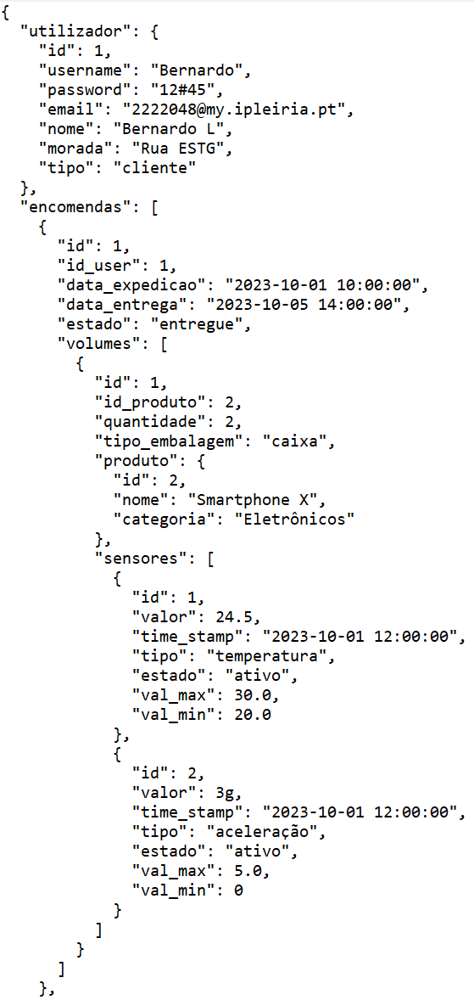 {
  "utilizador": {
    "id": 1,
    "username": "Bernardo",
    "password": "12#45",
    "email": "2222048@my.ipleiria.pt",
    "nome": "Bernardo L",
    "morada": "Rua ESTG",
    "tipo": "cliente"
  },
  "encomendas": [
    {
      "id": 1,
      "id_user": 1,
      "data_expedicao": "2023-10-01 10:00:00",
      "data_entrega": "2023-10-05 14:00:00",
      "estado": "entregue",
      "volumes": [
        {
          "id": 1,
          "id_produto": 2,
          "quantidade": 2,
          "tipo_embalagem": "caixa",
          "produto": {
            "id": 2,
            "nome": "Smartphone X",
            "categoria": "Eletrônicos"
          },
          "sensores": [
            {
              "id": 1,
              "valor": 24.5,
              "time_stamp": "2023-10-01 12:00:00",
              "tipo": "temperatura",
              "estado": "ativo",
              "val_max": 30.0,
              "val_min": 20.0
            },
            {
              "id": 2,
              "valor": 3g,
              "time_stamp": "2023-10-01 12:00:00",
              "tipo": "aceleração",
              "estado": "ativo",
              "val_max": 5.0,
              "val_min": 0
            }
          ]
        }
      ]
    },